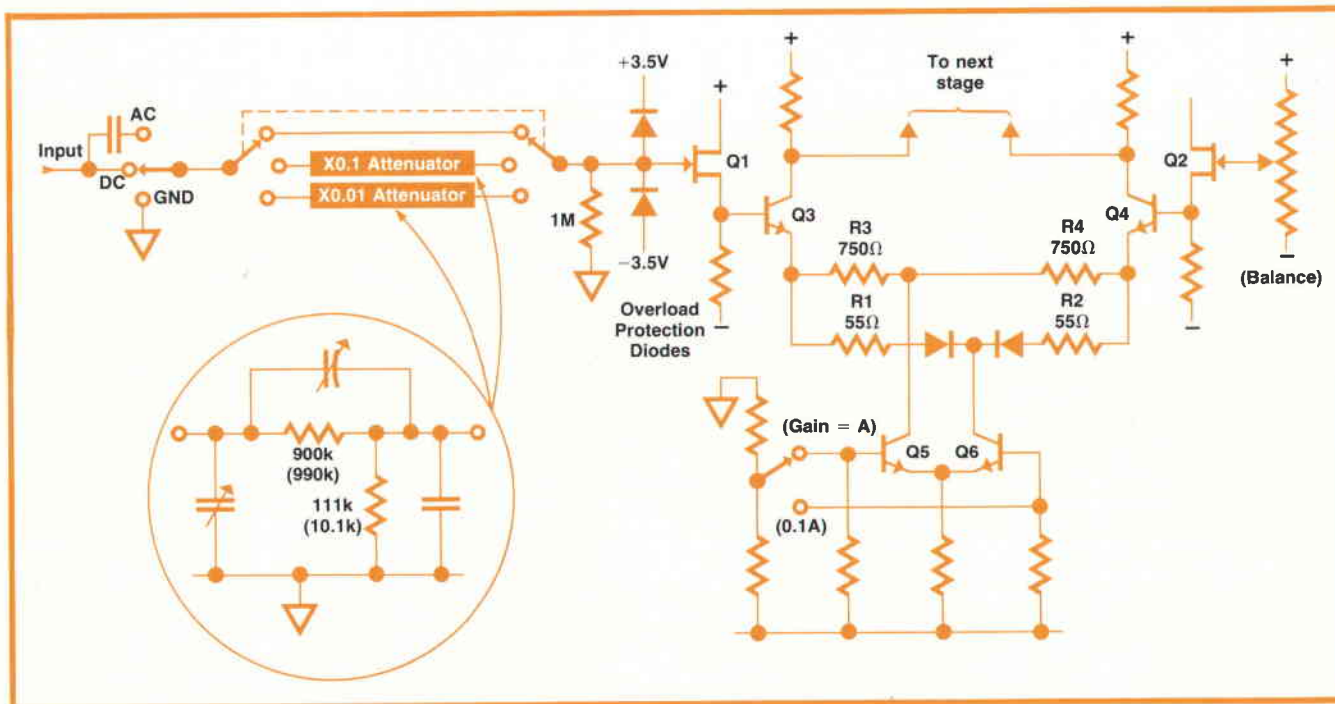 +
+
+3.5V
To next
stage
+
+
AC
Input
DC
GND
X0.1 Attenuator
X0.01 Attenuator
Q1
Q2
1M
Q3
Q4
R3
750Ω
R4
750Ω
−3.5V
−
−
−
(Balance)
Overload
Protection
Diodes
R1
55Ω
R2
55Ω
(Gain = A)
Q5
Q6
(0.1A)
900k
(990k)
111k
(10.1k)